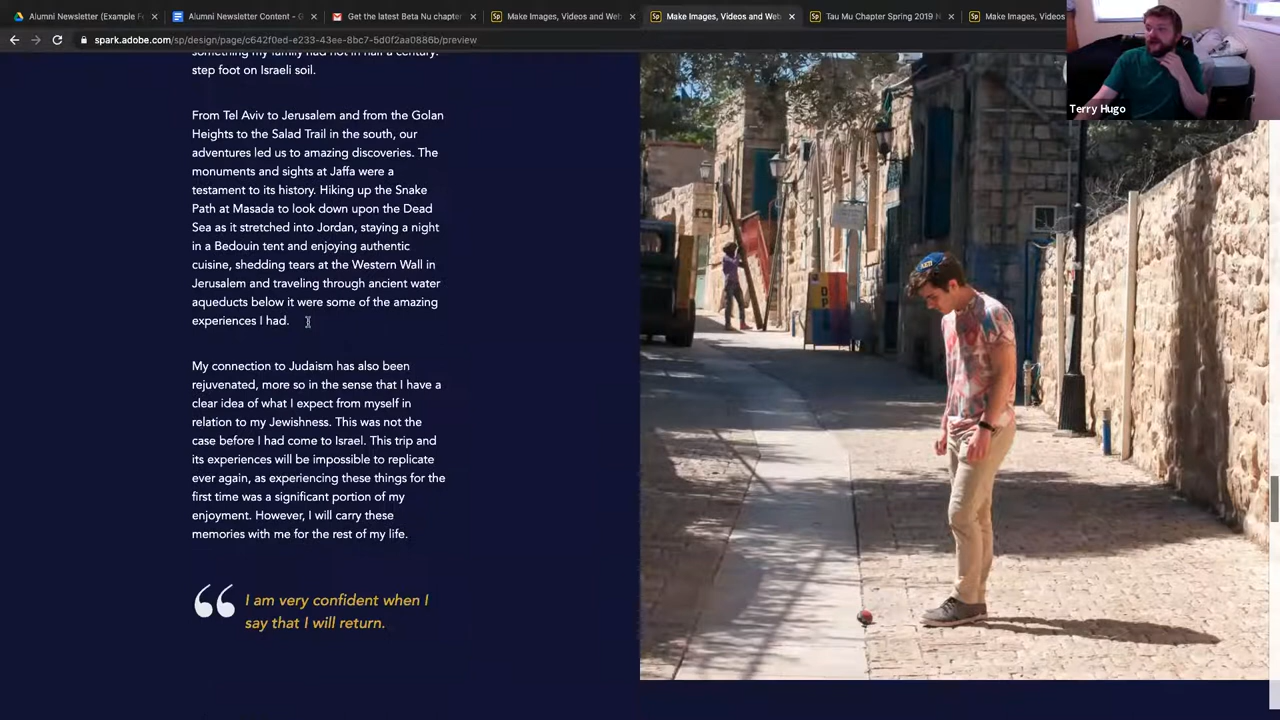 Alumni Newsletter (Example Fo
Alumni Newsletter Content - G
Get the latest Beta Nu chapter
Make Images, Videos and Web
Make Images, Videos and Web
Tau Mu Chapter Spring 2019 N
Make Images, Videos
spark.adobe.com/sp/design/page/c642f0ed-e233-43ee-8bc7-5d0f2aa0886b/preview
Terry Hugo
something my family had not in half a century:
step foot on Israeli soil.
From Tel Aviv to Jerusalem and from the Golan
Heights to the Salad Trail in the south, our
adventures led us to amazing discoveries. The
monuments and sights at Jaffa were a
testament to its history. Hiking up the Snake
Path at Masada to look down upon the Dead
Sea as it stretched into Jordan, staying a night
in a Bedouin tent and enjoying authentic
cuisine, shedding tears at the Western Wall in
Jerusalem and traveling through ancient water
aqueducts below it were some of the amazing
experiences I had.
My connection to Judaism has also been
rejuvenated, more so in the sense that I have a
clear idea of what I expect from myself in
relation to my Jewishness. This was not the
case before I had come to Israel. This trip and
its experiences will be impossible to replicate
ever again, as experiencing these things for the
first time was a significant portion of my
enjoyment. However, I will carry these
memories with me for the rest of my life.
I am very confident when I
say that I will return.